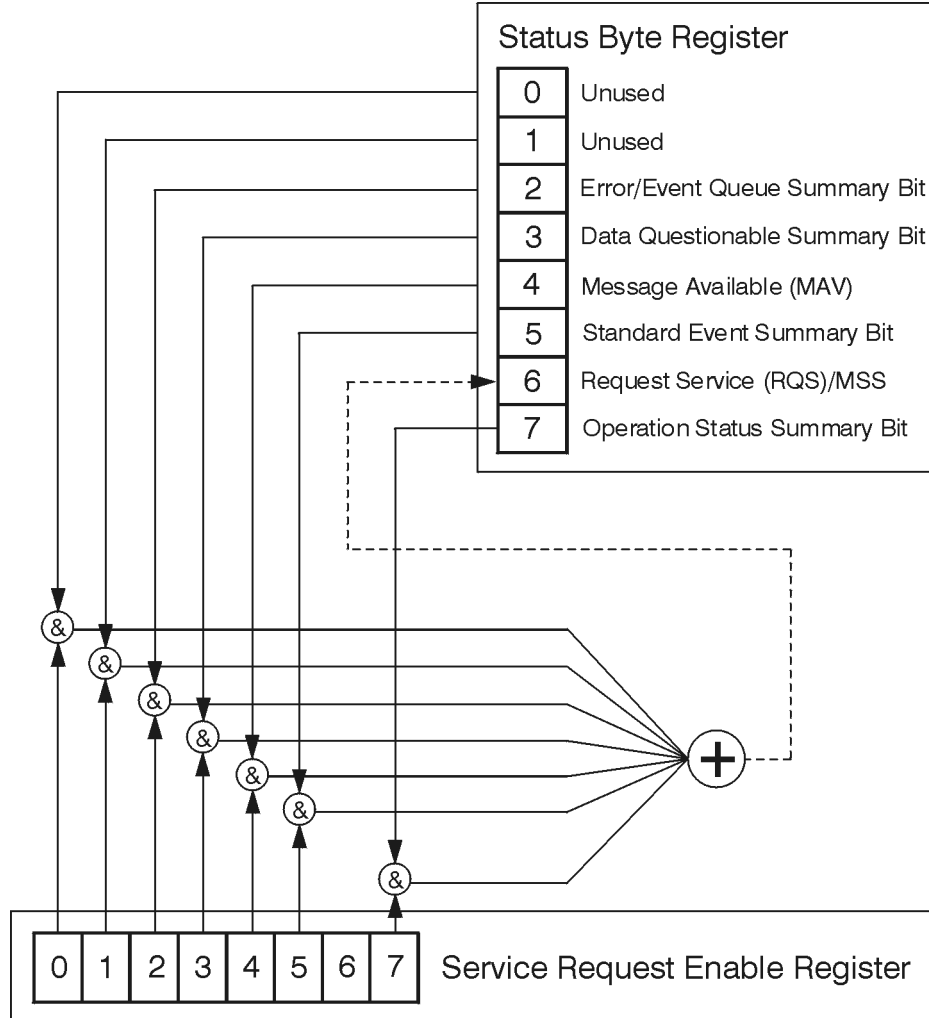 Status Byte Register
0 Unused
1 Unused
2 Error/Event Queue Summary Bit
3 Data Questionable Summary Bit
4 Message Available (MAV)
5 Standard Event Summary Bit
6 Request Service (RQS)/MSS
7 Operation Status Summary Bit
&
&
&
&
&
&
&
+
0 1 2 3 4 5 6 7 Service Request Enable Register